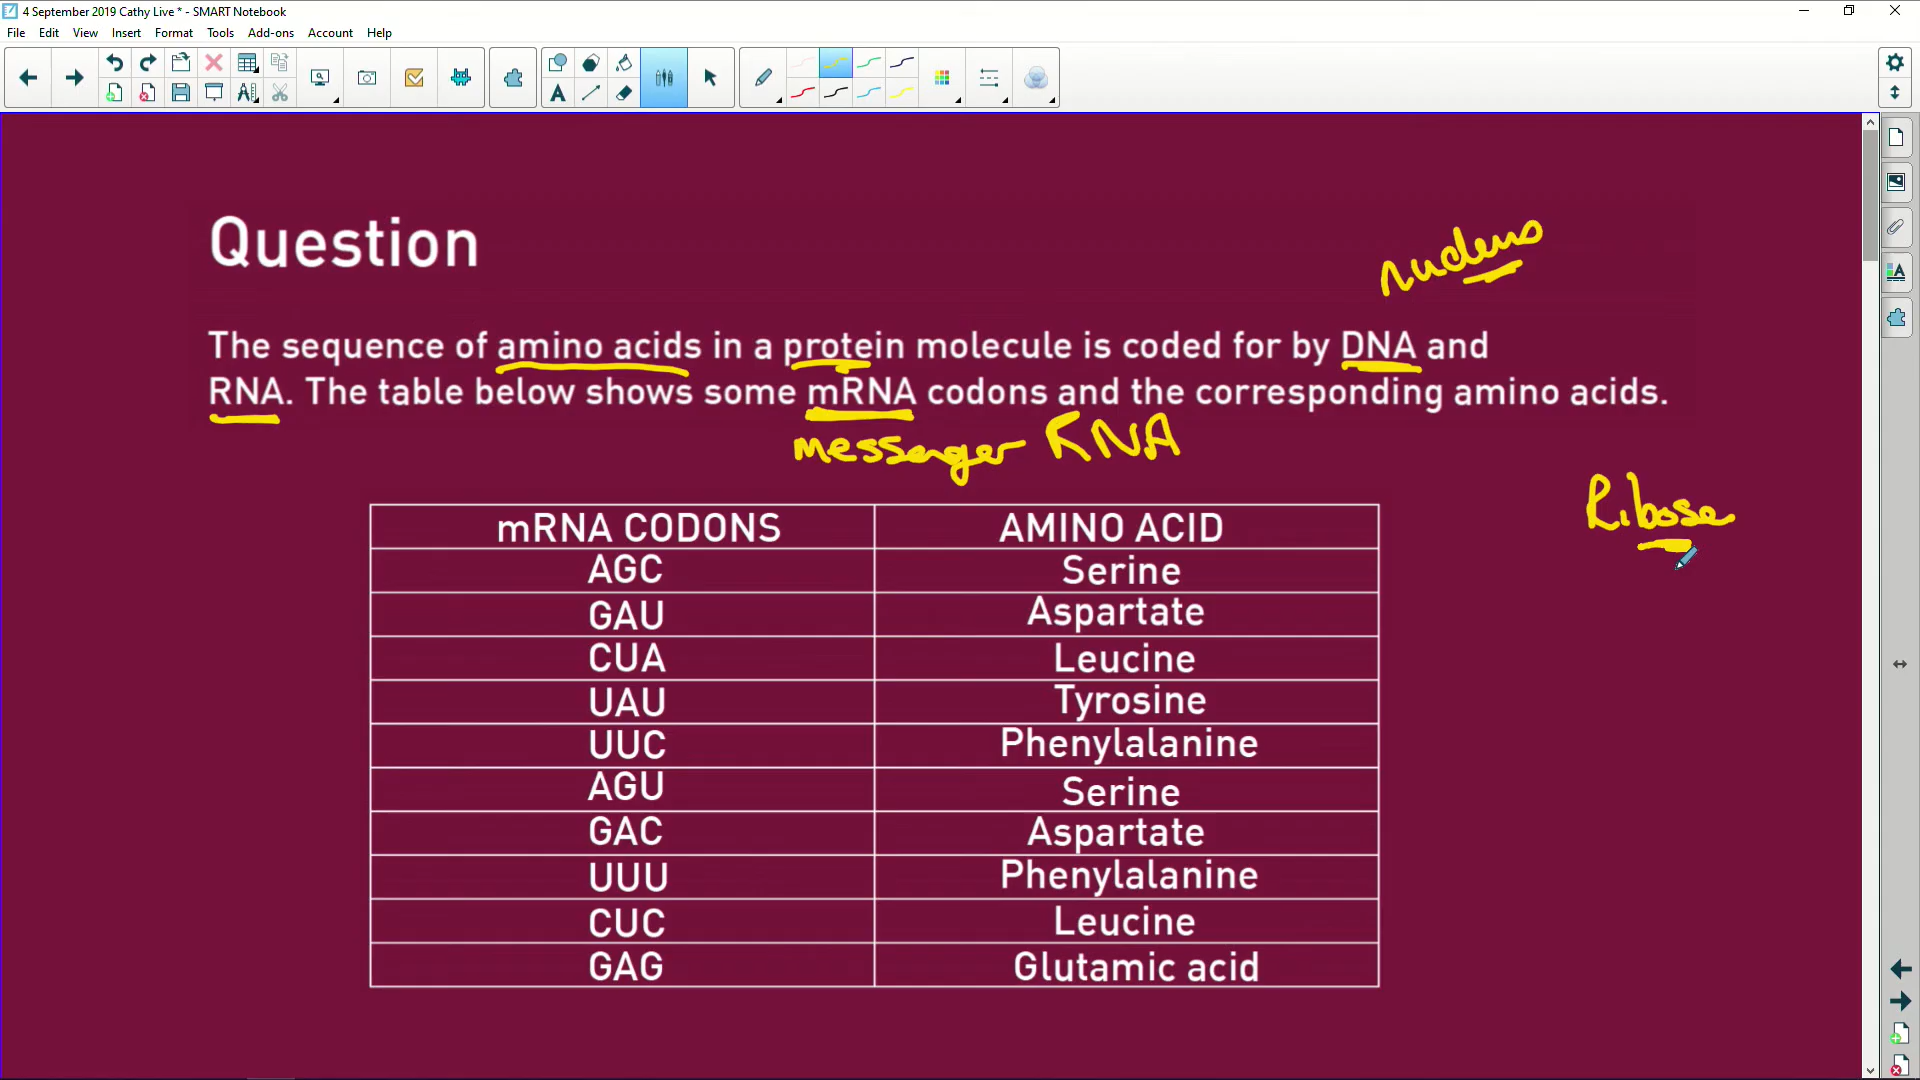 4 September 2019 Cathy Live * - SMART Notebook
File Edit View Insert Format Tools Add-ons Account Help
Question
nucleus
The sequence of amino acids in a protein molecule is coded for by DNA and
RNA. The table below shows some mRNA codons and the corresponding amino acids.
messenger RNA
Ribose
mRNA CODONS AMINO ACID
AGC Serine
GAU Aspartate
CUA Leucine
UAU Tyrosine
UUC Phenylalanine
AGU Serine
GAC Aspartate
UUU Phenylalanine
CUC Leucine
GAG Glutamic acid